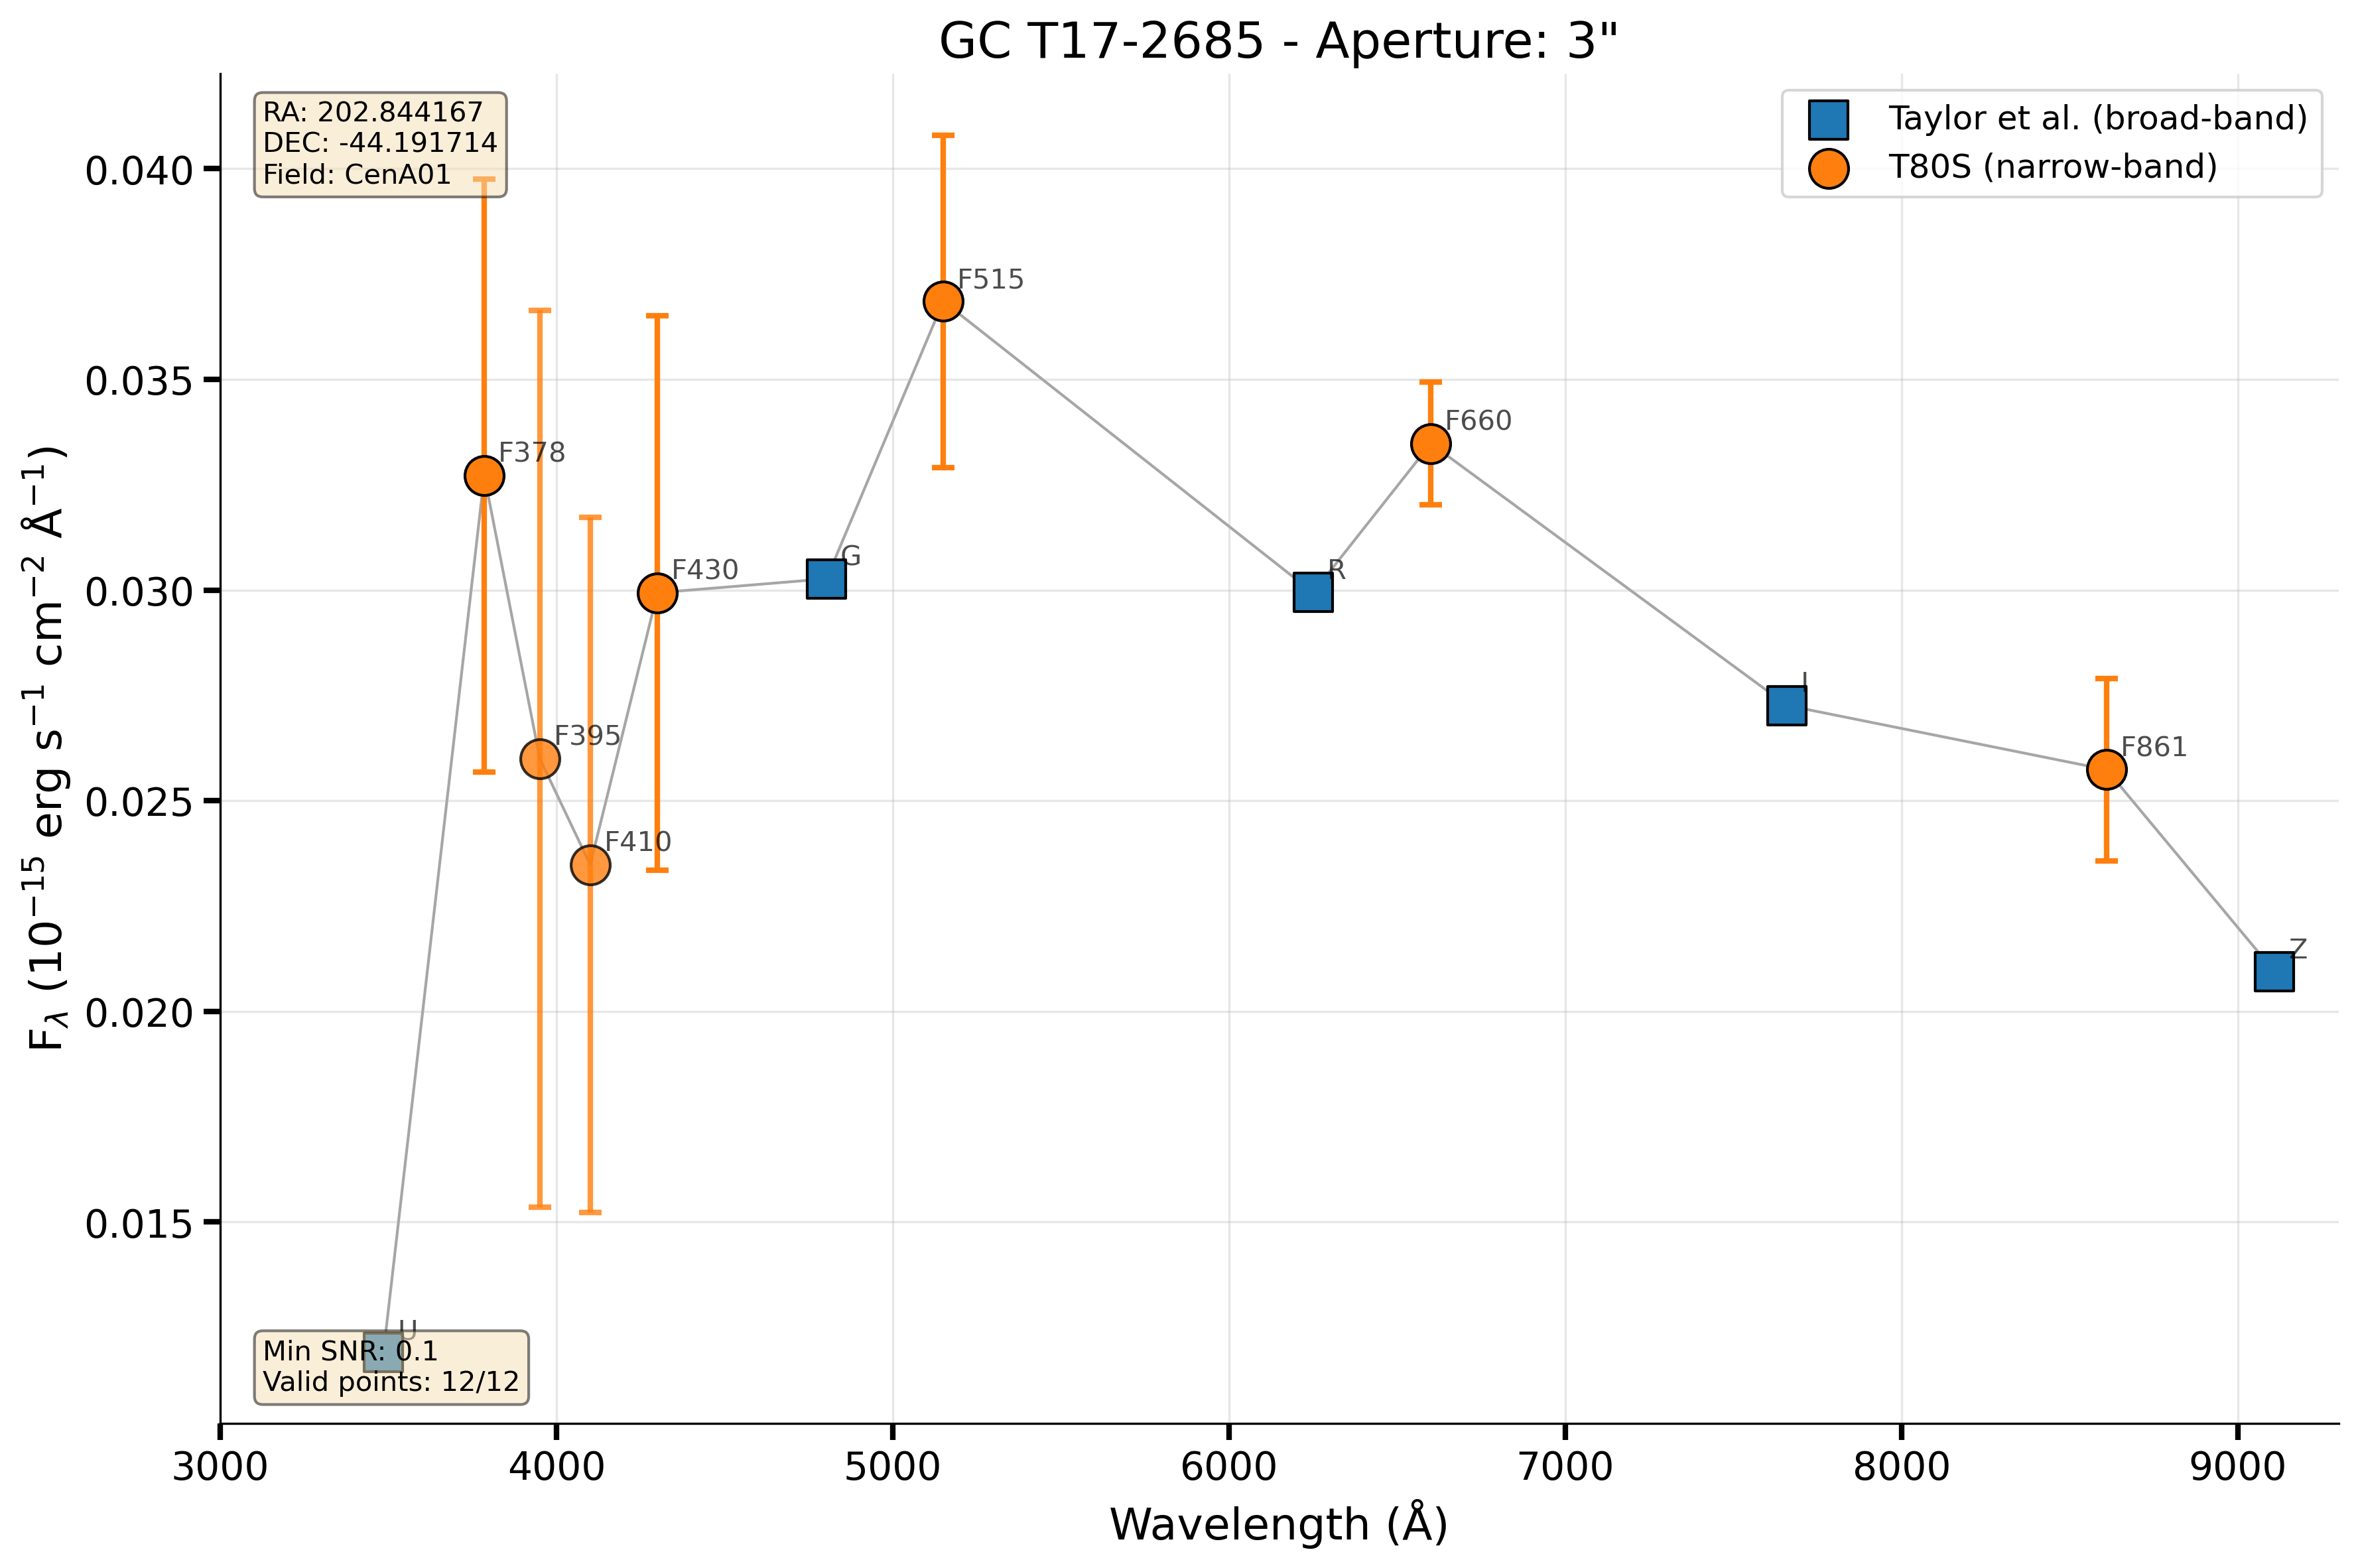 GC T17-2685 - Aperture: 3"
RA: 202.844167
DEC: -44.191714
Field: CenA01
Taylor et al. (broad-band)
T80S (narrow-band)
0.040
0.035
0.030
0.025
0.020
0.015
F515
F660
F378
G
R
F430
I
F395
F861
F410
Z
U
Min SNR: 0.1
Valid points: 12/12
3000 4000 5000 6000 7000 8000 9000
Wavelength (Å)
Fλ (10⁻¹⁵ erg s⁻¹ cm⁻² Å⁻¹)